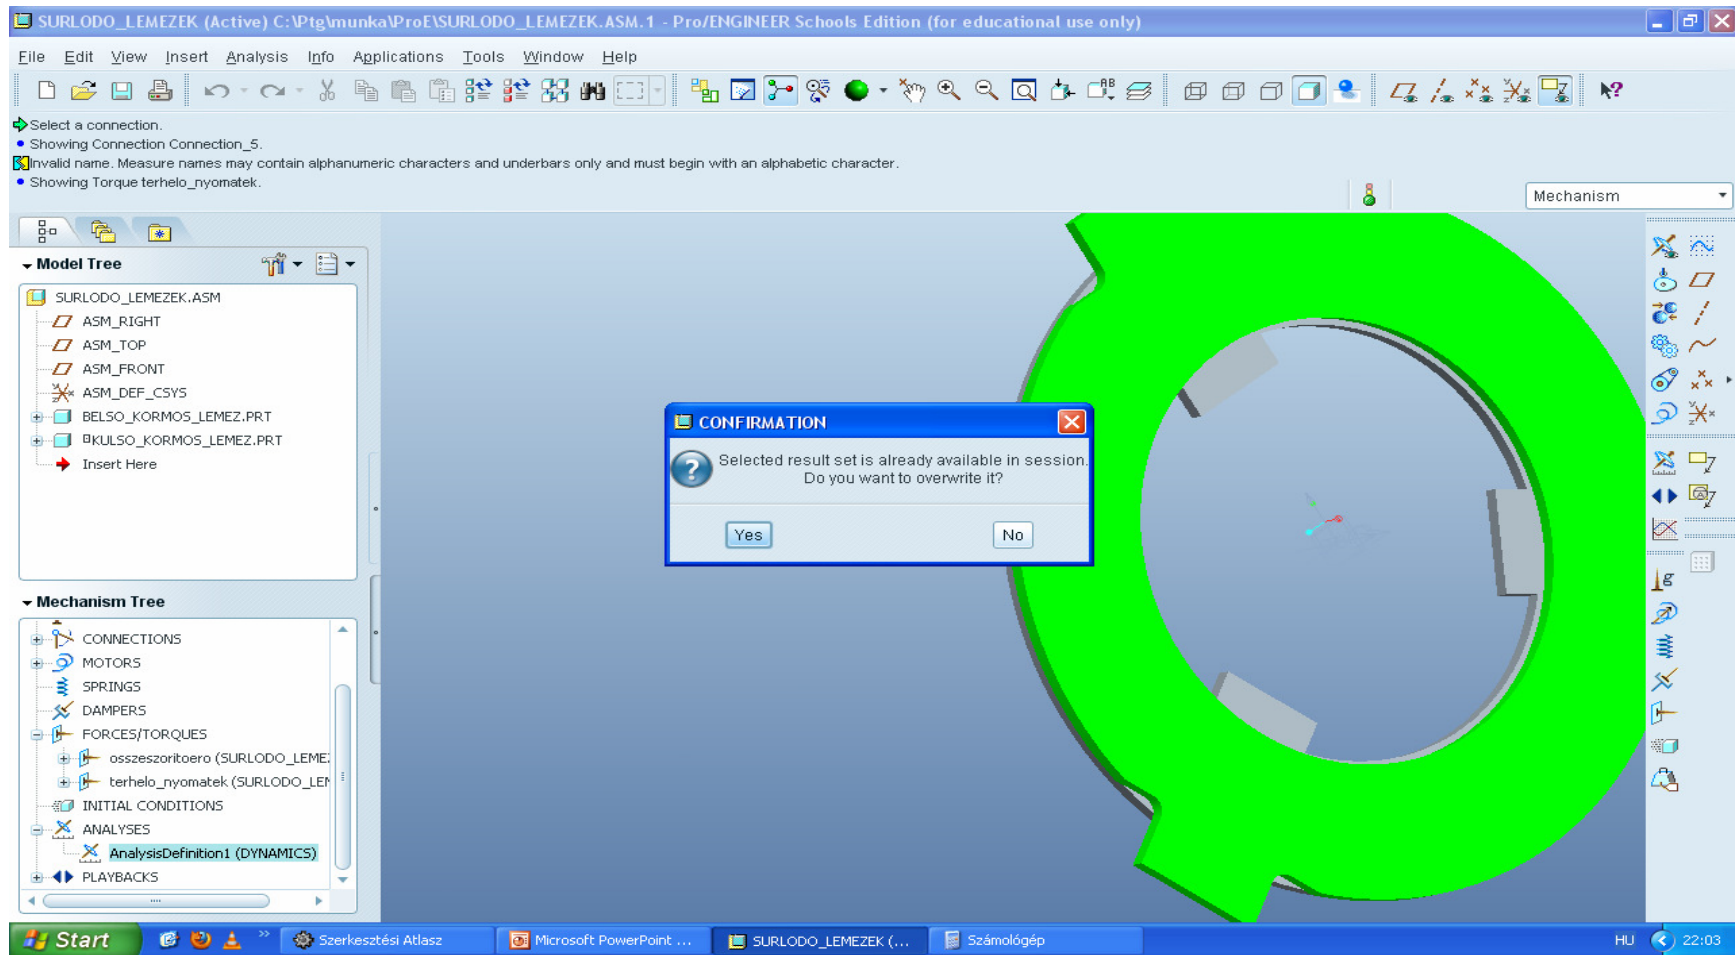 SURLODO_LEMEZEK (Active) C:\Ptg\munka\ProE\SURLODO_LEMEZEK.ASM.1 - Pro/ENGINEER Schools Edition (for educational use only)
File Edit View Insert Analysis Info Applications Tools Window Help
Select a connection.
Showing Connection Connection_5.
Invalid name. Measure names may contain alphanumeric characters and underbars only and must begin with an alphabetic character.
Showing Torque terhelo_nyomatek.
Mechanism
Model Tree
SURLODO_LEMEZEK.ASM
ASM_RIGHT
ASM_TOP
ASM_FRONT
ASM_DEF_CSYS
BELSO_KORMOS_LEMEZ.PRT
KULSO_KORMOS_LEMEZ.PRT
Insert Here
CONFIRMATION
Selected result set is already available in session.
Do you want to overwrite it?
Yes No
Mechanism Tree
CONNECTIONS
MOTORS
SPRINGS
DAMPERS
FORCES/TORQUES
osszeszoritoero (SURLODO_LEME
terhelo_nyomatek (SURLODO_LEM
INITIAL CONDITIONS
ANALYSES
AnalysisDefinition1 (DYNAMICS)
PLAYBACKS
Start Szerkesztési Atlasz Microsoft PowerPoint ... SURLODO_LEMEZEK (... Számológép HU 22:03